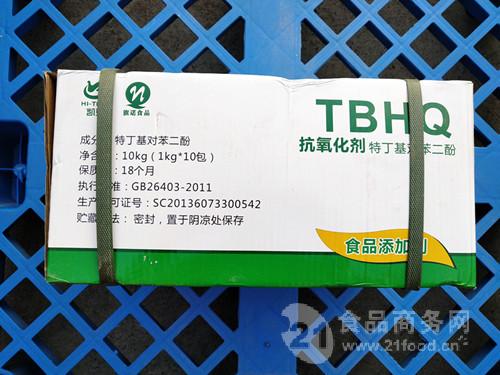 HI-T
凯
旗诺食品
TBHQ
抗氧化剂 特丁基对苯二酚
成分 特丁基对苯二酚
净含 : 10kg(1kg*10包)
保质 : 18个月
执行 准: GB26403-2011
生产 可证号: SC20136073300542
贮藏 法: 密封,置于阴凉处保存
食品添加剂
食品商务网
www.21food.cn